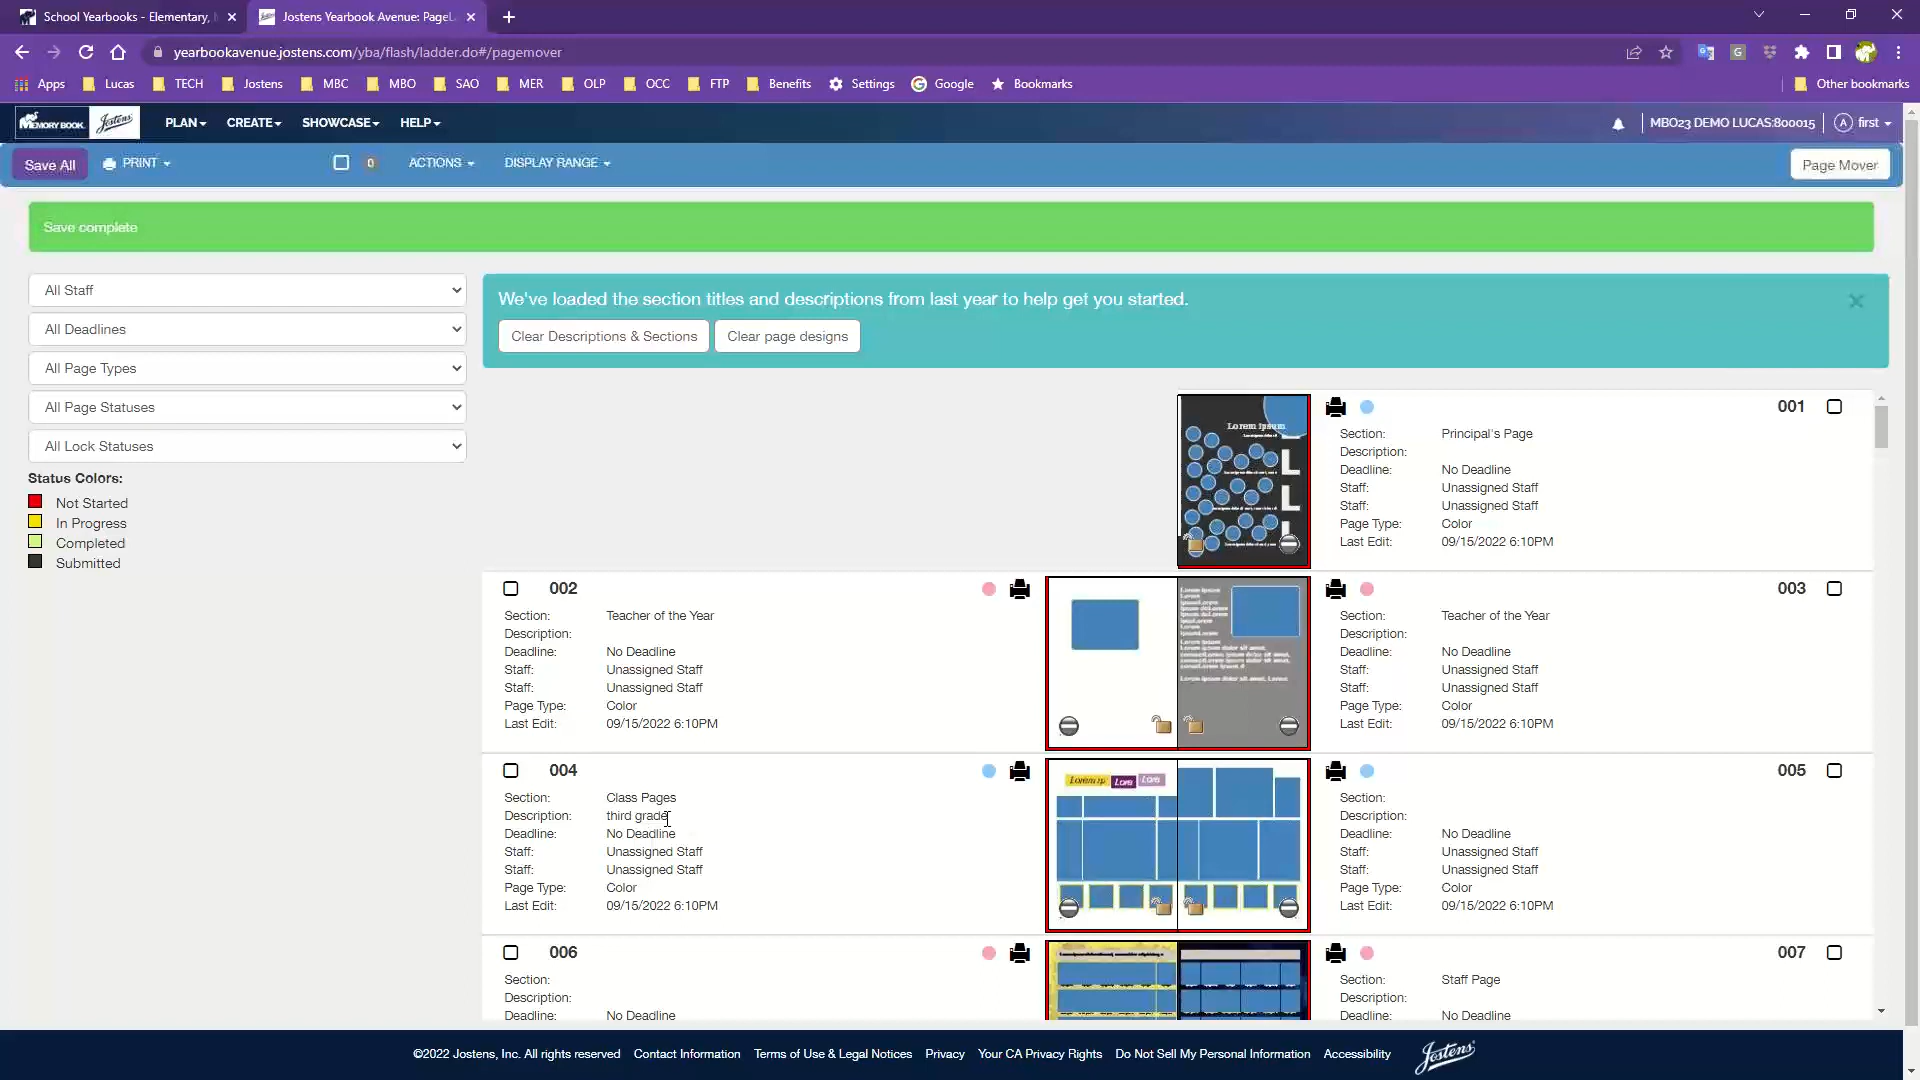 School Yearbooks - Elementary,
Jostens Yearbook Avenue: PageL
yearbookavenue.jostens.com/yba/flash/ladder.do#/pagemover
Apps Lucas TECH Jostens MBC MBO SAO MER OLP OCC FTP Benefits Settings Google Bookmarks Other bookmarks
MEMORY BOOK. Jostens PLAN CREATE SHOWCASE HELP MBO23 DEMO LUCAS:800015 A first
Save All PRINT 0 ACTIONS DISPLAY RANGE Page Mover
Save complete
All Staff
All Deadlines
All Page Types
All Page Statuses
All Lock Statuses
Status Colors:
Not Started
In Progress
Completed
Submitted
We've loaded the section titles and descriptions from last year to help get you started.
Clear Descriptions & Sections Clear page designs
Lorem ipsum
001
Section: Principal's Page
Description:
Deadline: No Deadline
Staff: Unassigned Staff
Staff: Unassigned Staff
Page Type: Color
Last Edit: 09/15/2022 6:10PM
002
Section: Teacher of the Year
Description:
Deadline: No Deadline
Staff: Unassigned Staff
Staff: Unassigned Staff
Page Type: Color
Last Edit: 09/15/2022 6:10PM
003
Section: Teacher of the Year
Description:
Deadline: No Deadline
Staff: Unassigned Staff
Staff: Unassigned Staff
Page Type: Color
Last Edit: 09/15/2022 6:10PM
004
Section: Class Pages
Description: third grade
Deadline: No Deadline
Staff: Unassigned Staff
Staff: Unassigned Staff
Page Type: Color
Last Edit: 09/15/2022 6:10PM
Lorem ip Lore Lore
005
Section:
Description:
Deadline: No Deadline
Staff: Unassigned Staff
Staff: Unassigned Staff
Page Type: Color
Last Edit: 09/15/2022 6:10PM
006
Section:
Description:
Deadline: No Deadline
007
Section: Staff Page
Description:
Deadline: No Deadline
©2022 Jostens, Inc. All rights reserved Contact Information Terms of Use & Legal Notices Privacy Your CA Privacy Rights Do Not Sell My Personal Information Accessibility Jostens